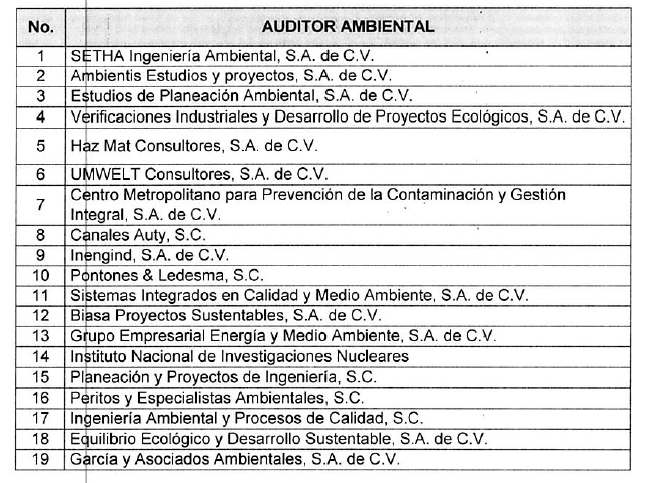 No. AUDITOR AMBIENTAL
1 SETHA Ingeniería Ambiental, S.A. de C.V.
2 Ambientis Estudios y proyectos, S.A. de C.V.
3 Estudios de Planeación Ambiental, S.A. de C.V.
4 Verificaciones Industriales y Desarrollo de Proyectos Ecológicos, S.A. de C.V.
5 Haz Mat Consultores, S.A. de C.V.
6 UMWELT Consultores, S.A. de C.V.
7 Centro Metropolitano para Prevención de la Contaminación y Gestión
Integral, S.A. de C.V.
8 Canales Auty, S.C.
9 Inengind, S.A. de C.V.
10 Pontones & Ledesma, S.C.
11 Sistemas Integrados en Calidad y Medio Ambiente, S.A. de C.V.
12 Biasa Proyectos Sustentables, S.A. de C.V.
13 Grupo Empresarial Energía y Medio Ambiente, S.A. de C.V.
14 Instituto Nacional de Investigaciones Nucleares
15 Planeación y Proyectos de Ingeniería, S.C.
16 Peritos y Especialistas Ambientales, S.C.
17 Ingeniería Ambiental y Procesos de Calidad, S.C.
18 Equilibrio Ecológico y Desarrollo Sustentable, S.A. de C.V.
19 García y Asociados Ambientales, S.A. de C.V.